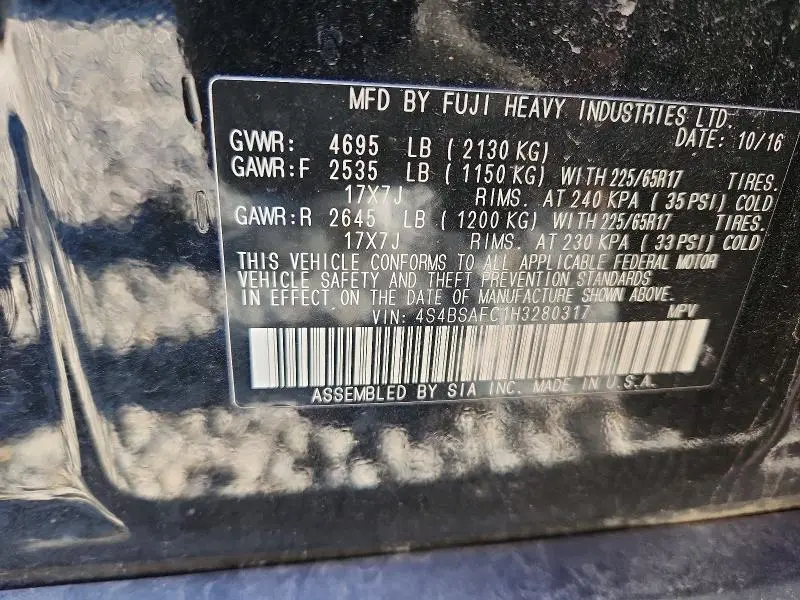 MFD BY FUJI HEAVY INDUSTRIES LTD.
DATE: 10/16
GVWR: 4695 LB ( 2130 KG)
GAWR:F 2535 LB ( 1150 KG) WITH 225/65R17 TIRES.
17X7J RIMS. AT 240 KPA ( 35 PSI) COLD
GAWR:R 2645 LB ( 1200 KG) WITH 225/65R17 TIRES.
17X7J RIMS. AT 230 KPA ( 33 PSI) COLD
THIS VEHICLE CONFORMS TO ALL APPLICABLE FEDERAL MOTOR
VEHICLE SAFETY AND THEFT PREVENTION STANDARDS
IN EFFECT ON THE DATE OF MANUFACTURE SHOWN ABOVE.
VIN: 4S4BSAFC1H3280317 MPV
ASSEMBLED BY SIA INC. MADE IN U.S.A.